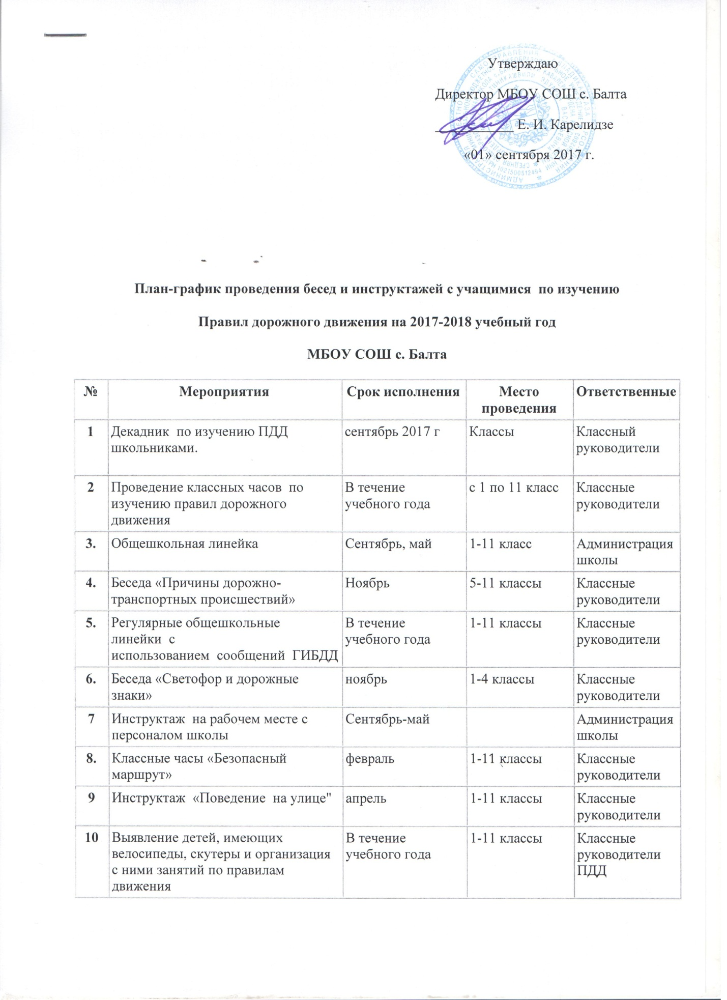 Утверждаю
Директор МБОУ СОШ с. Балта
___________ Е. И. Карелидзе
«01» сентября 2017 г.
1021500512494
План-график проведения бесед и инструктажей с учащимися по изучению
Правил дорожного движения на 2017-2018 учебный год
МБОУ СОШ с. Балта
№ Мероприятия Срок исполнения Место Ответственные
проведения
1 Декадник по изучению ПДД сентябрь 2017 г Классы Классный
школьниками. руководители
2 Проведение классных часов по В течение с 1 по 11 класс Классные
изучению правил дорожного учебного года руководители
движения
3. Общешкольная линейка Сентябрь, май 1-11 класс Администрация
школы
4. Беседа «Причины дорожно- Ноябрь 5-11 классы Классные
транспортных происшествий» руководители
5. Регулярные общешкольные В течение 1-11 классы Классные
линейки с учебного года руководители
использованием сообщений ГИБДД
6. Беседа «Светофор и дорожные ноябрь 1-4 классы Классные
знаки» руководители
7 Инструктаж на рабочем месте с Сентябрь-май Администрация
персоналом школы школы
8. Классные часы «Безопасный февраль 1-11 классы Классные
маршрут» руководители
9 Инструктаж «Поведение на улице" апрель 1-11 классы Классные
руководители
10 Выявление детей, имеющих В течение 1-11 классы Классные
велосипеды, скутеры и организация учебного года руководители
с ними занятий по правилам ПДД
движения